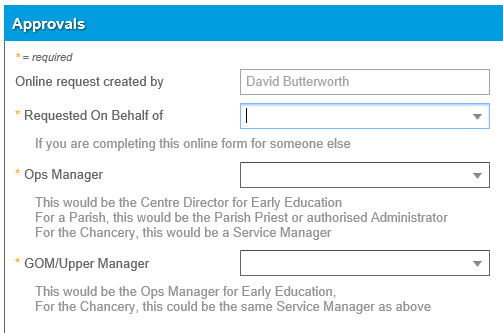 Approvals
* = required
Online request created by David Butterworth
* Requested On Behalf of
If you are completing this online form for someone else
* Ops Manager
This would be the Centre Director for Early Education
For a Parish, this would be the Parish Priest or authorised Administrator
For the Chancery, this would be a Service Manager
* GOM/Upper Manager
This would be the Ops Manager for Early Education,
For the Chancery, this could be the same Service Manager as above